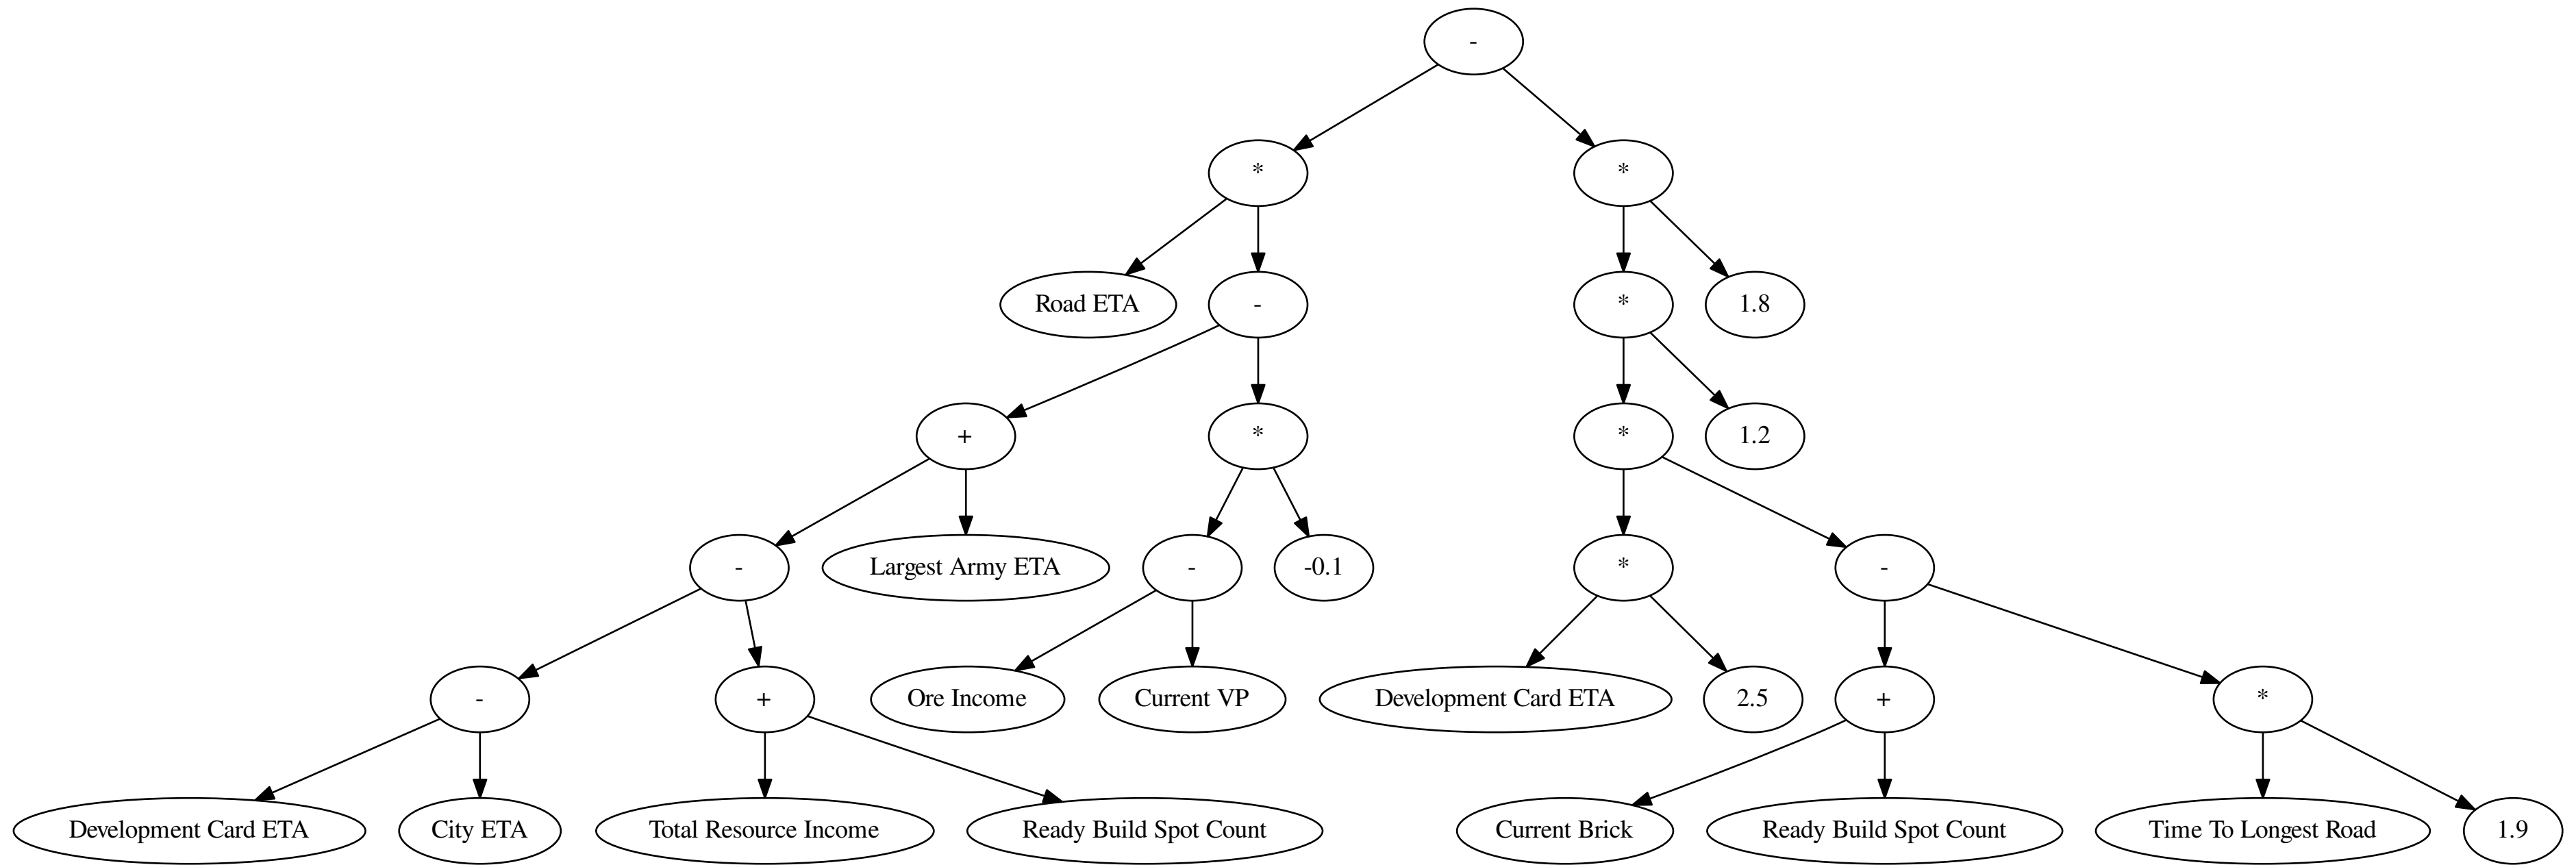 -
*
*
Road ETA
-
*
1.8
+
*
*
1.2
-
Largest Army ETA
-
-0.1
*
-
-
+
Ore Income
Current VP
Development Card ETA
2.5
+
*
Development Card ETA
City ETA
Total Resource Income
Ready Build Spot Count
Current Brick
Ready Build Spot Count
Time To Longest Road
1.9